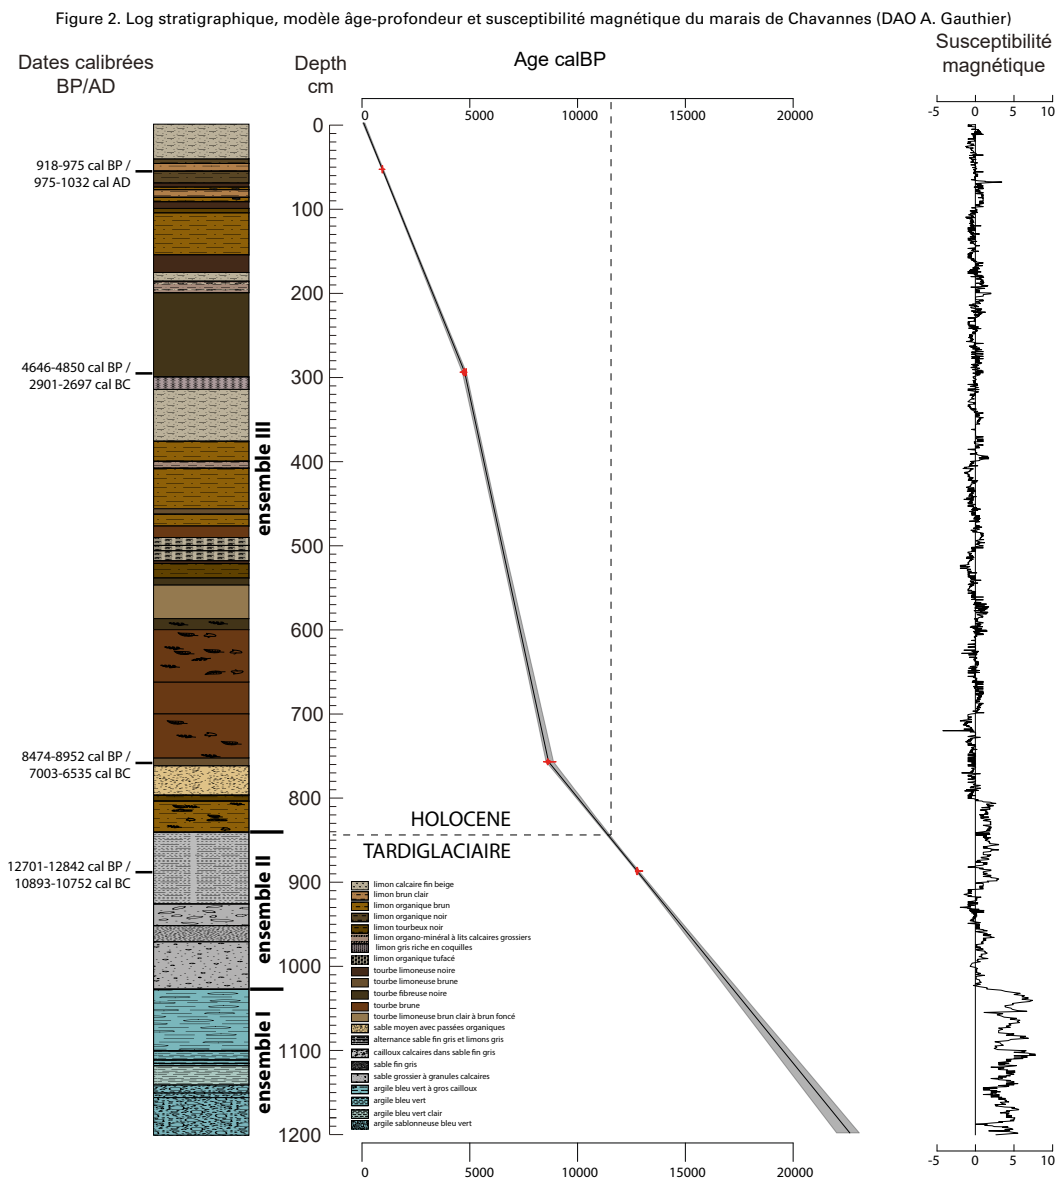 Figure 2. Log stratigraphique, modèle âge-profondeur et susceptibilité magnétique du marais de Chavannes (DAO A. Gauthier)
Dates calibrées
BP/AD
Depth
cm
Age calBP
Susceptibilité
magnétique
0 5000 10000 15000 20000
-5 0 5 10
0
100
200
300
400
500
600
700
800
900
1000
1100
1200
918-975 cal BP /
975-1032 cal AD
4646-4850 cal BP /
2901-2697 cal BC
8474-8952 cal BP /
7003-6535 cal BC
12701-12842 cal BP /
10893-10752 cal BC
ensemble III
ensemble II
ensemble I
HOLOCENE
TARDIGLACIAIRE
limon calcaire fin beige
limon brun clair
limon organique brun
limon organique noir
limon tourbeux noir
limon organo-minéral à lits calcaires grossiers
limon gris riche en coquilles
limon organique tufacé
tourbe limoneuse noire
tourbe limoneuse brune
tourbe fibreuse noire
tourbe brune
tourbe limoneuse brun clair à brun foncé
sable moyen avec passées organiques
alternance sable fin gris et limons gris
cailloux calcaires dans sable fin gris
sable fin gris
sable grossier à granules calcaires
argile bleu vert à gros cailloux
argile bleu vert
argile bleu vert clair
argile sablonneuse bleu vert
0 5000 10000 15000 20000
-5 0 5 10